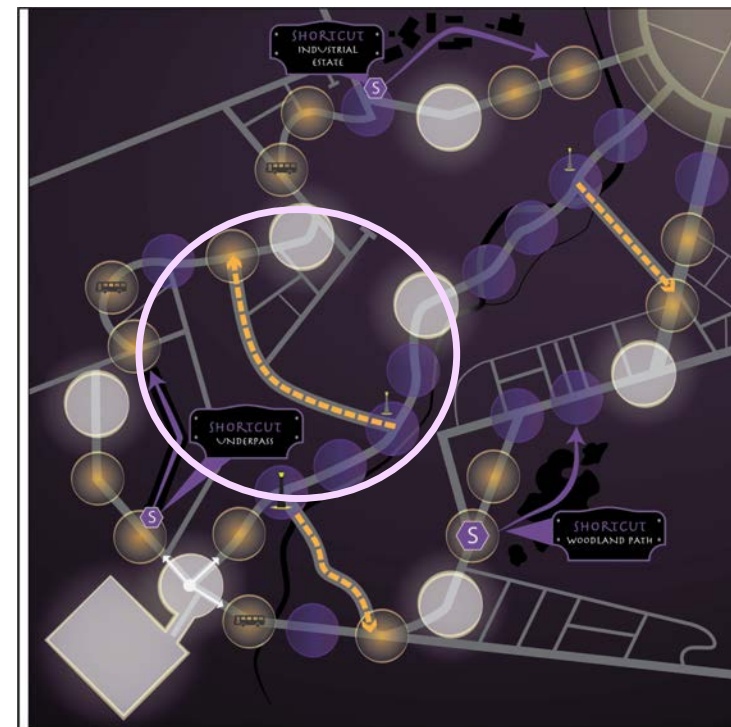 SHORTCUT
INDUSTRIAL
ESTATE
S
SHORTCUT
UNDERPASS
S
S
SHORTCUT
WOODLAND PATH